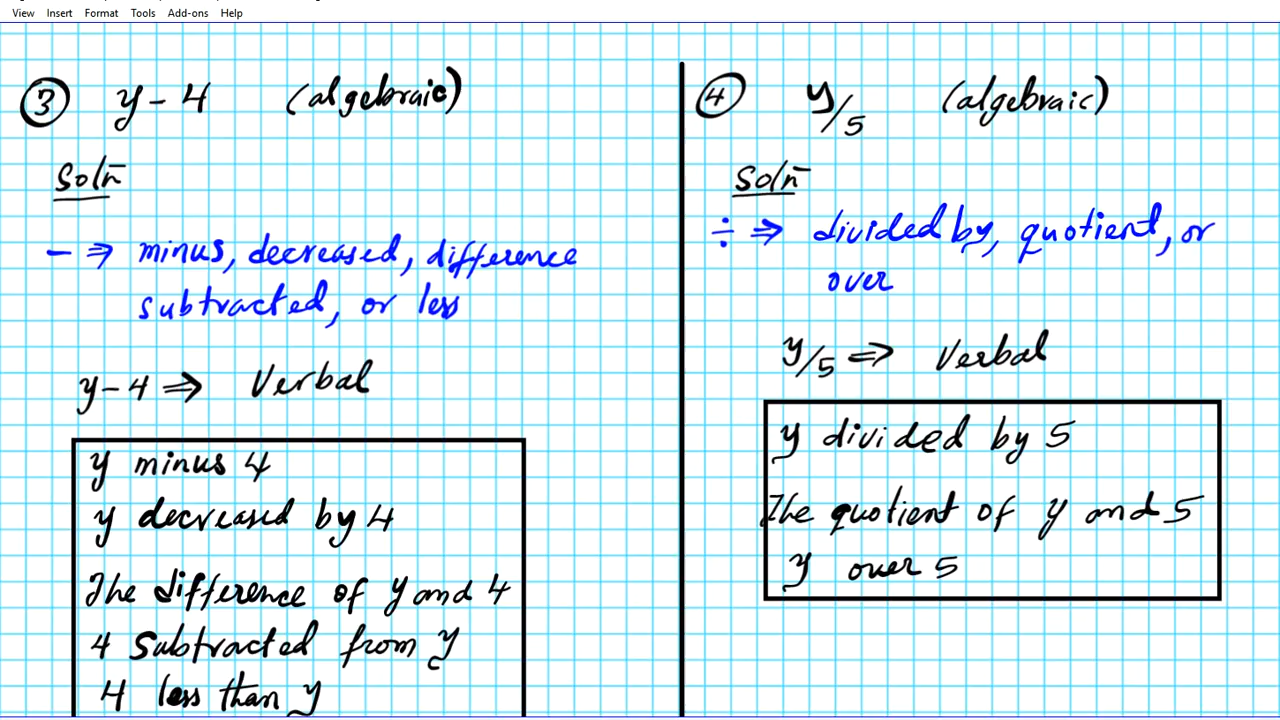 View Insert Format Tools Add-ons Help
③ y - 4 (algebraic)
Soln̄
- ⇒ minus, decreased, difference
subtracted, or less
y - 4 ⇒ Verbal
y minus 4
y decreased by 4
The difference of y and 4
4 subtracted from y
4 less than y
④ y/5 (algebraic)
Soln̄
÷ ⇒ divided by, quotient, or
over
y/5 ⇒ Verbal
y divided by 5
The quotient of y and 5
y over 5